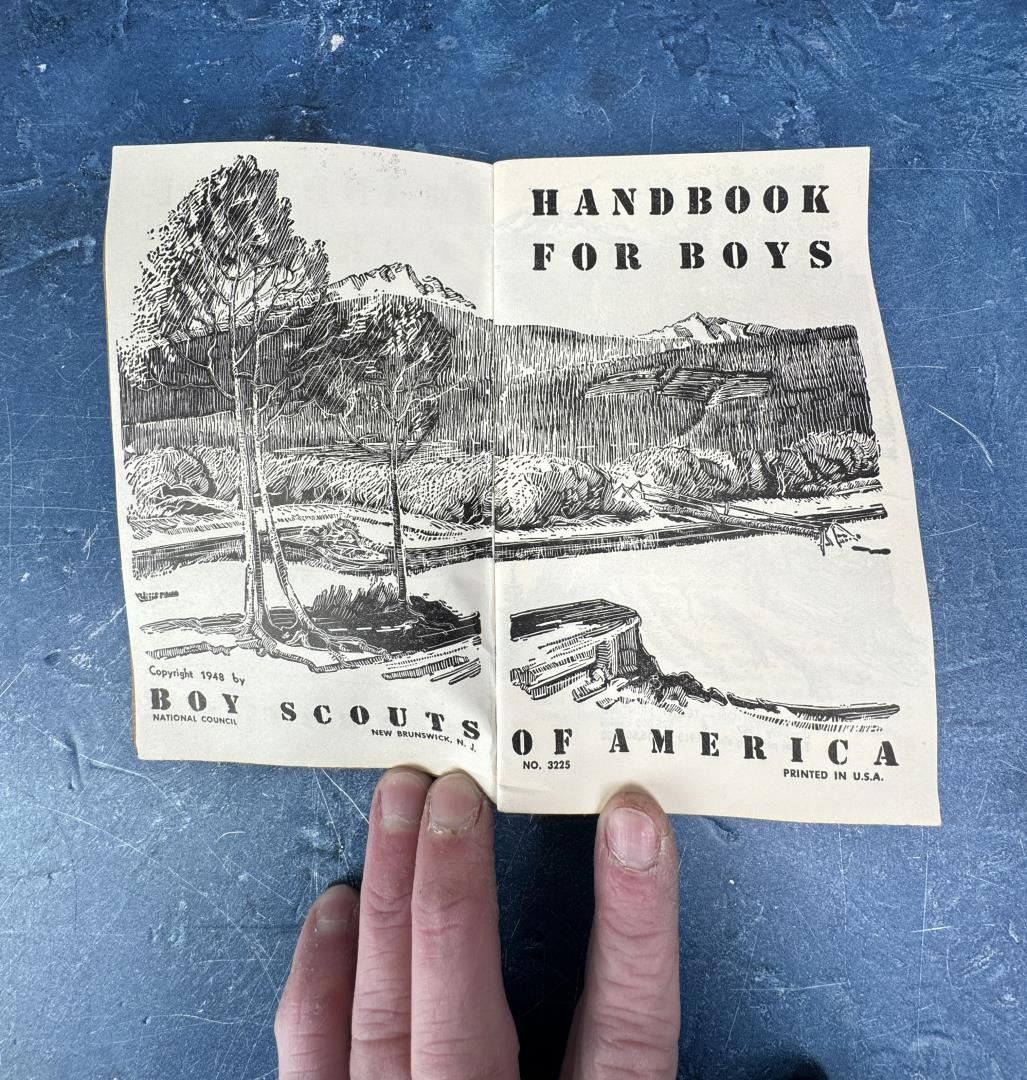 HANDBOOK
FOR BOYS
Copyright 1948 by
BOY SCOUTS OF AMERICA
NATIONAL COUNCIL
NEW BRUNSWICK, N. J.
NO. 3225
PRINTED IN U.S.A.